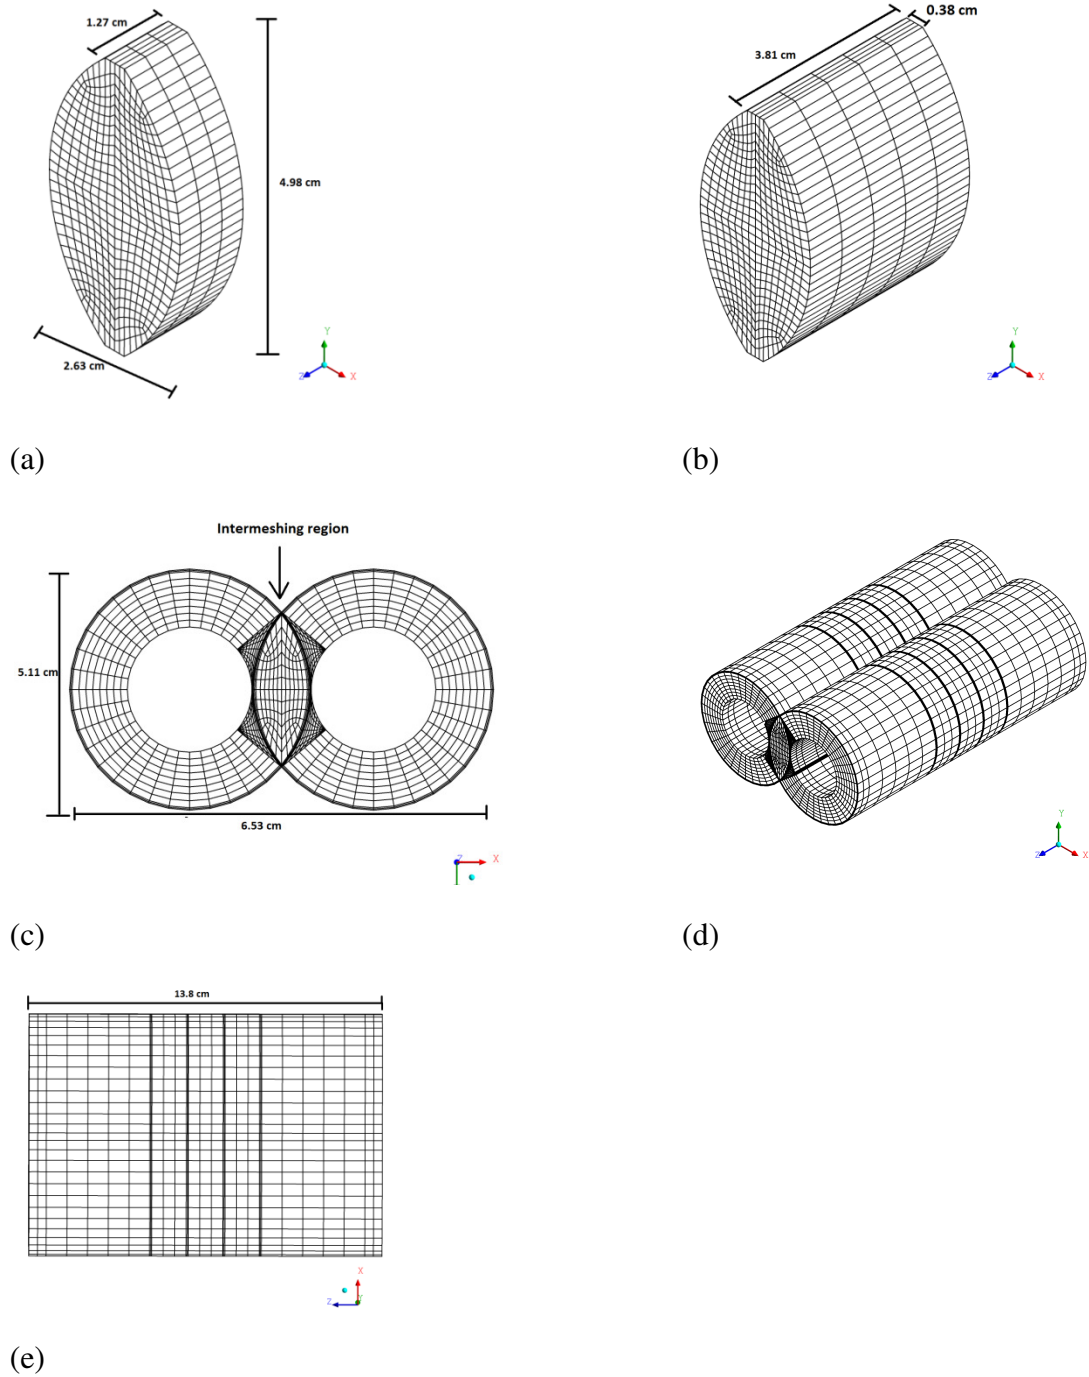 1.27 cm
4.98 cm
2.63 cm
Y
Z
X
(a)
0.38 cm
3.81 cm
Y
Z
X
(b)
Intermeshing region
5.11 cm
6.53 cm
Z
X
(c)
Y
Z
X
(d)
13.8 cm
X
Z
Y
(e)